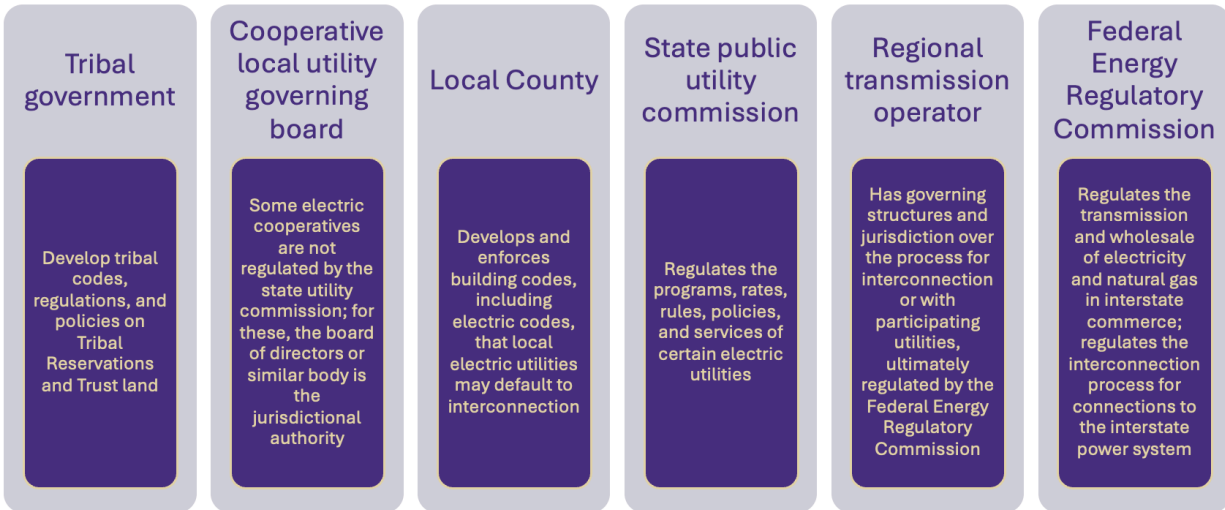 Tribal
government
Develop tribal
codes,
regulations, and
policies on
Tribal
Reservations
and Trust land
Cooperative
local utility
governing
board
Some electric
cooperatives
are not
regulated by the
state utility
commission; for
these, the board
of directors or
similar body is
the
jurisdictional
authority
Local County
Develops and
enforces
building codes,
including
electric codes,
that local
electric utilities
may default to
interconnection
State public
utility
commission
Regulates the
programs, rates,
rules, policies,
and services of
certain electric
utilities
Regional
transmission
operator
Has governing
structures and
jurisdiction over
the process for
interconnection
or with
participating
utilities,
ultimately
regulated by the
Federal Energy
Regulatory
Commission
Federal
Energy
Regulatory
Commission
Regulates the
transmission
and wholesale
of electricity
and natural gas
in interstate
commerce;
regulates the
interconnection
process for
connections to
the interstate
power system